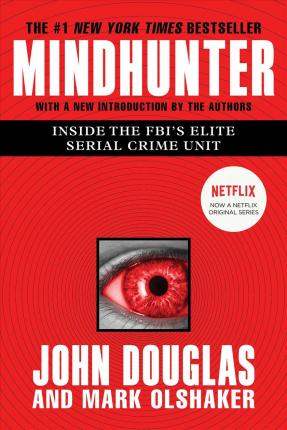 THE #1 NEW YORK TIMES BESTSELLER
MINDHUNTER
WITH A NEW INTRODUCTION BY THE AUTHORS
INSIDE THE FBI'S ELITE
SERIAL CRIME UNIT
NETFLIX
NOW A NETFLIX
ORIGINAL SERIES
JOHN DOUGLAS
AND MARK OLSHAKER